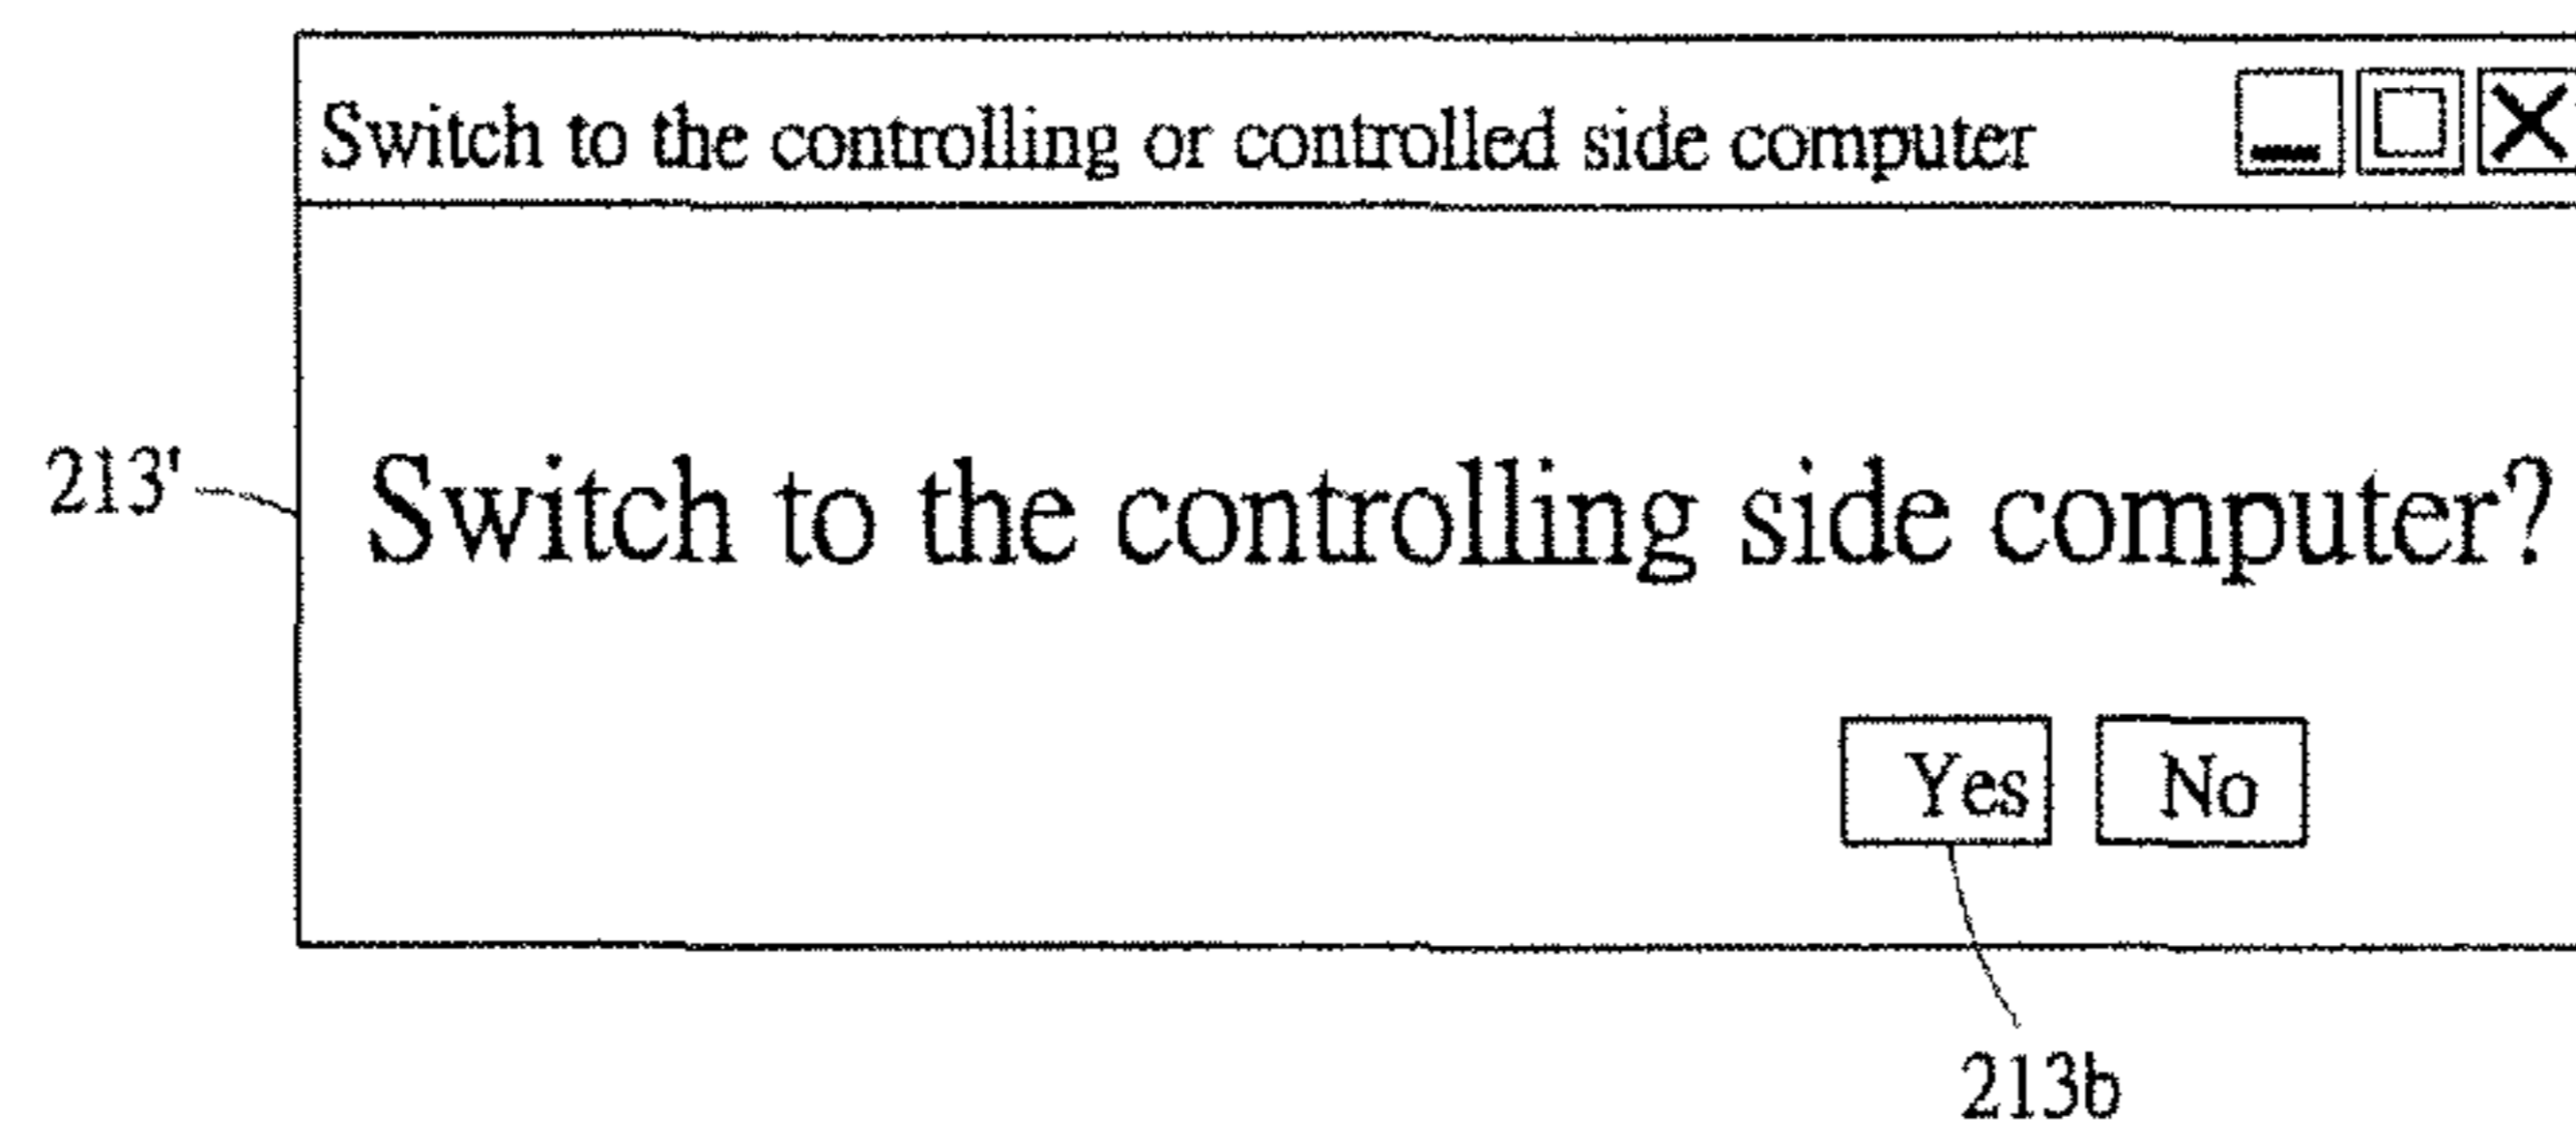 Switch to the controlling or controlled side computer
213'
Switch to the controlling side computer?
Yes No
213b